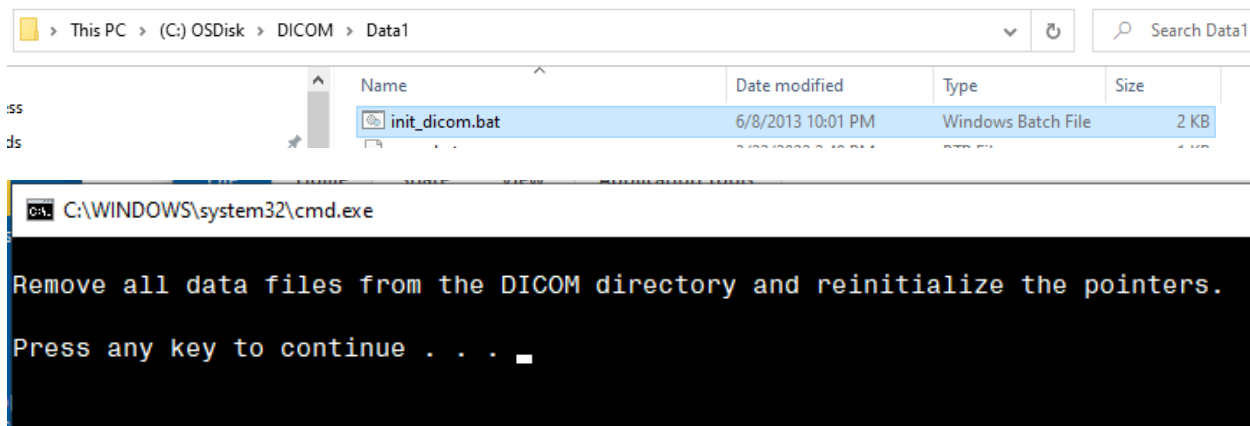 This PC > (C:) OSDisk > DICOM > Data1 Search Data1
Name Date modified Type Size
ess
ds
init_dicom.bat 6/8/2013 10:01 PM Windows Batch File 2 KB
C:\WINDOWS\system32\cmd.exe
Remove all data files from the DICOM directory and reinitialize the pointers.
Press any key to continue . . .